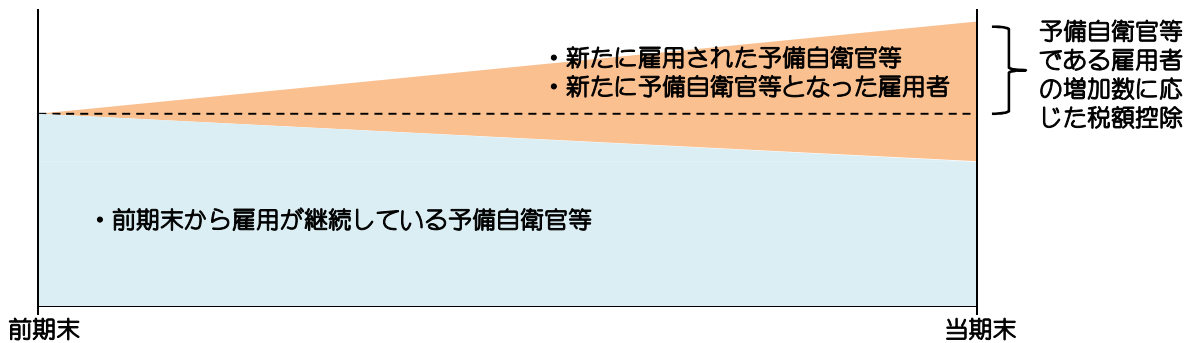 ・新たに雇用された予備自衛官等
・新たに予備自衛官等となった雇用者
予備自衛官等
である雇用者
の増加数に応
じた税額控除
・前期末から雇用が継続している予備自衛官等
前期末
当期末